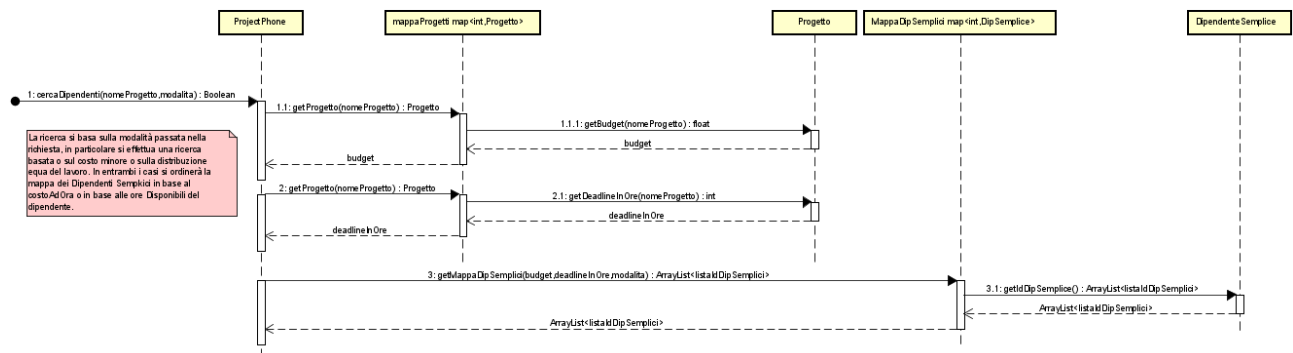 ProjectPhone
mappaProgetti map<int,Progetto>
Progetto
MappaDipSemplici map<int,DipSemplice>
DipendenteSemplice
1: cercaDipendenti(nomeProgetto,modalita) : Boolean
1.1: getProgetto(nomeProgetto) : Progetto
1.1.1: getBudget(nomeProgetto) : float
budget
budget
La ricerca si basa sulla modalità passata nella
richiesta, in particolare si effettua una ricerca
basata o sul costo minore o sulla distribuzione
equa del lavoro. In entrambi i casi si ordinerà la
mappa dei Dipendenti Sempkici in base al
costoAdOra o in base alle ore Disponibili del
dipendente.
2: getProgetto(nomeProgetto) : Progetto
2.1: getDeadlineInOre(nomeProgetto) : int
deadlineInOre
deadlineInOre
3: getMappaDipSemplici(budget,deadlineInOre,modalita) : ArrayList<listaIdDipSemplici>
3.1: getIdDipSemplice() : ArrayList<listaIdDipSemplici>
ArrayList<listaIdDipSemplici>
ArrayList<listaIdDipSemplici>